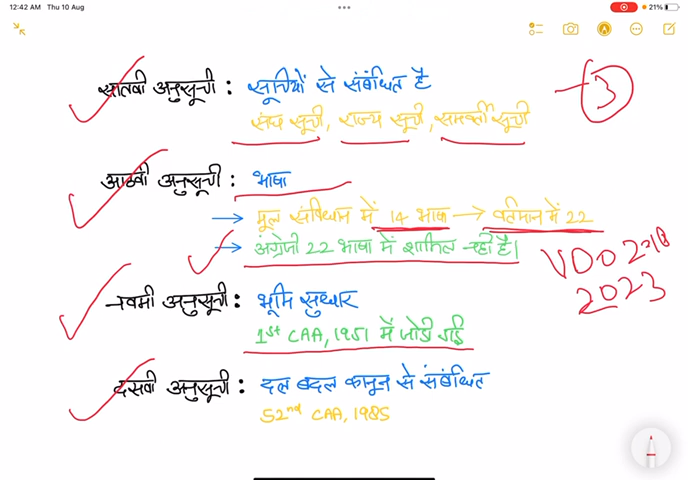 12:42 AM Thu 10 Aug
21%
सातवी अनुसूची : सूचियों से संबंधित है
3
संघ सूची, राज्य सूची, समवर्ती सूची
आठवी अनुसूची : भाषा
→ मूल संविधान में 14 भाषा → वर्तमान में 22
→ अंग्रेजी 22 भाषा में शामिल नही है।
VDO
2023
नवमी अनुसूची : भूमि सुधार
1st CAA, 1951 में जोडी गई
दसवी अनुसूची : दल बदल कानून से संबंधित
52nd CAA, 1985